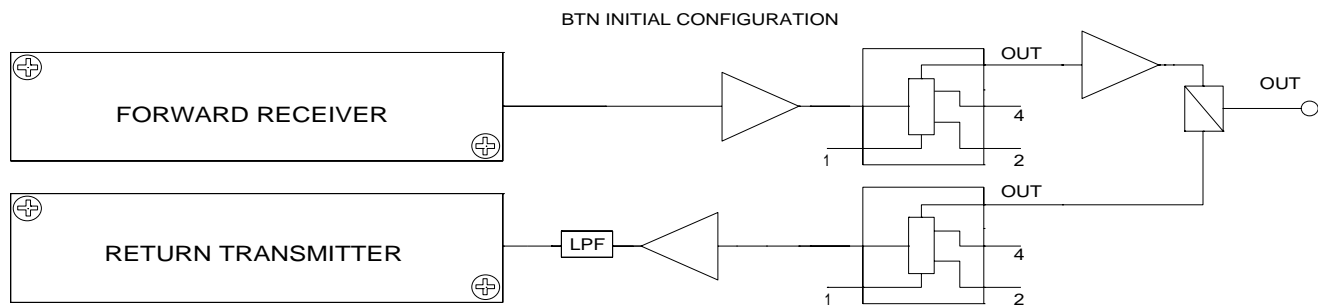 BTN INITIAL CONFIGURATION
OUT
OUT
FORWARD RECEIVER
4
1
2
OUT
RETURN TRANSMITTER
LPF
4
1
2